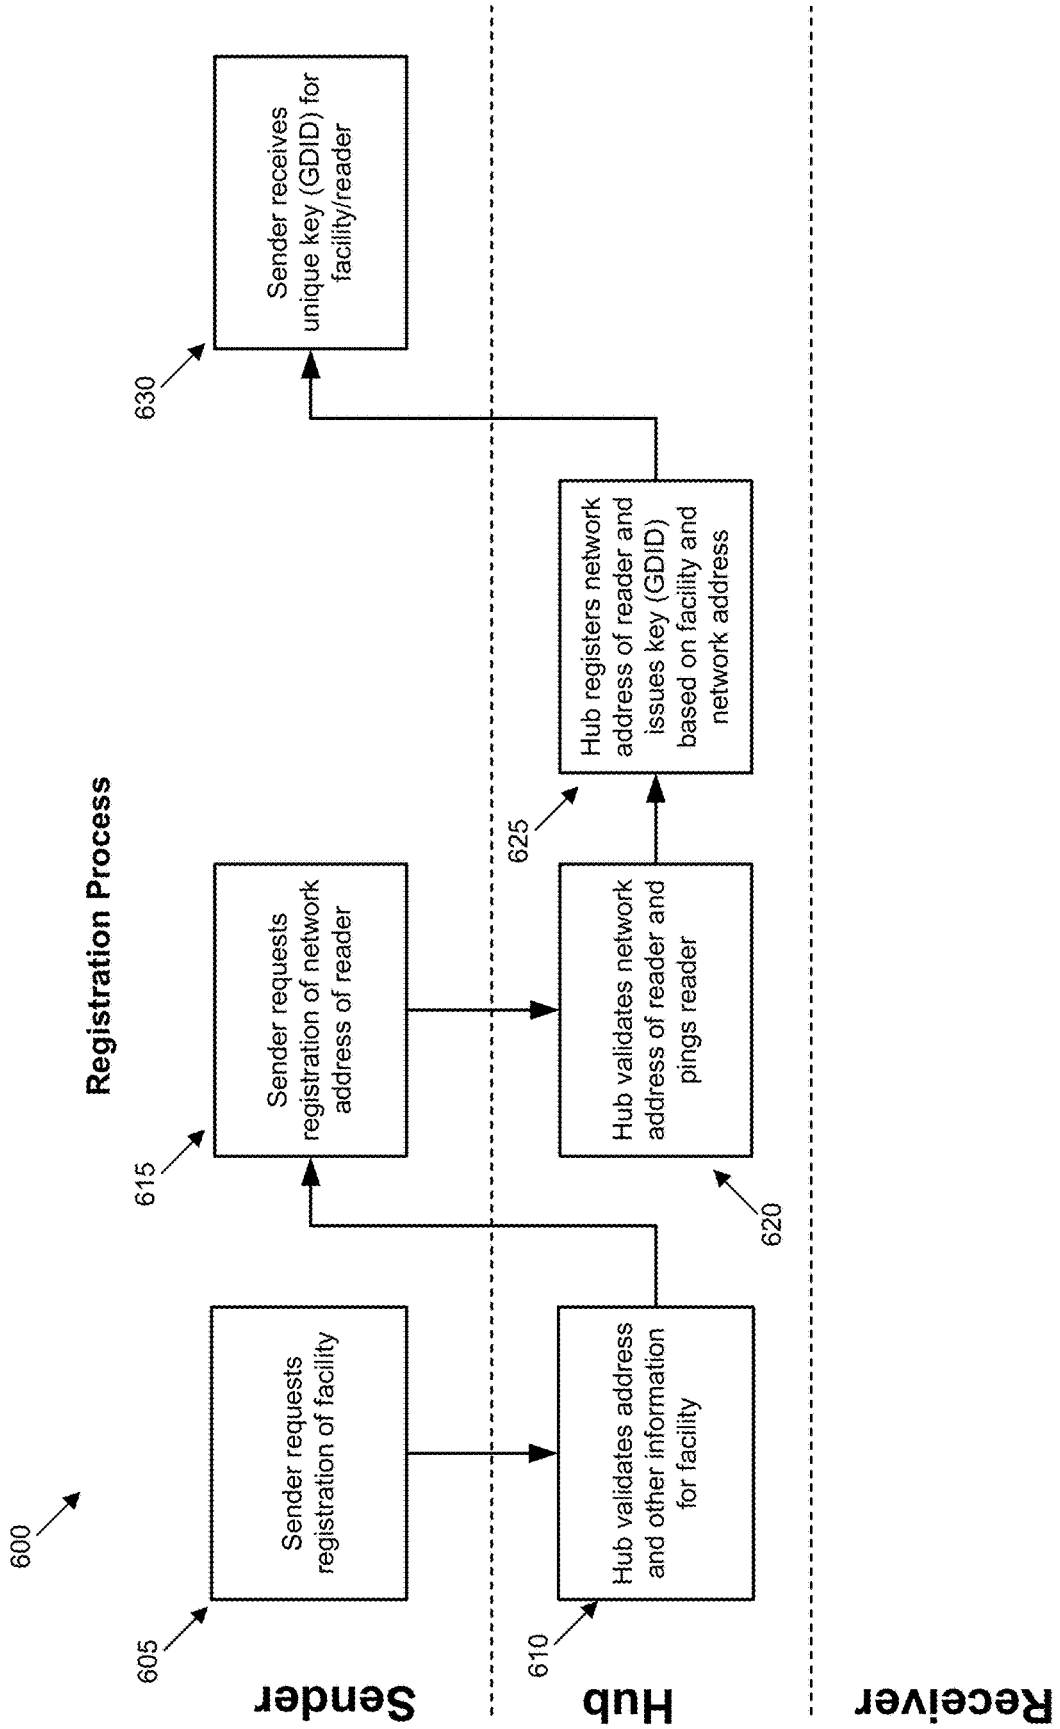 Registration Process
600
605
Sender requests
registration of facility
615
Sender requests
registration of network
address of reader
630
Sender receives
unique key (GDID) for
facility/reader
Sender
610
Hub validates address
and other information
for facility
620
Hub validates network
address of reader and
pings reader
625
Hub registers network
address of reader and
issues key (GDID)
based on facility and
network address
Hub
Receiver